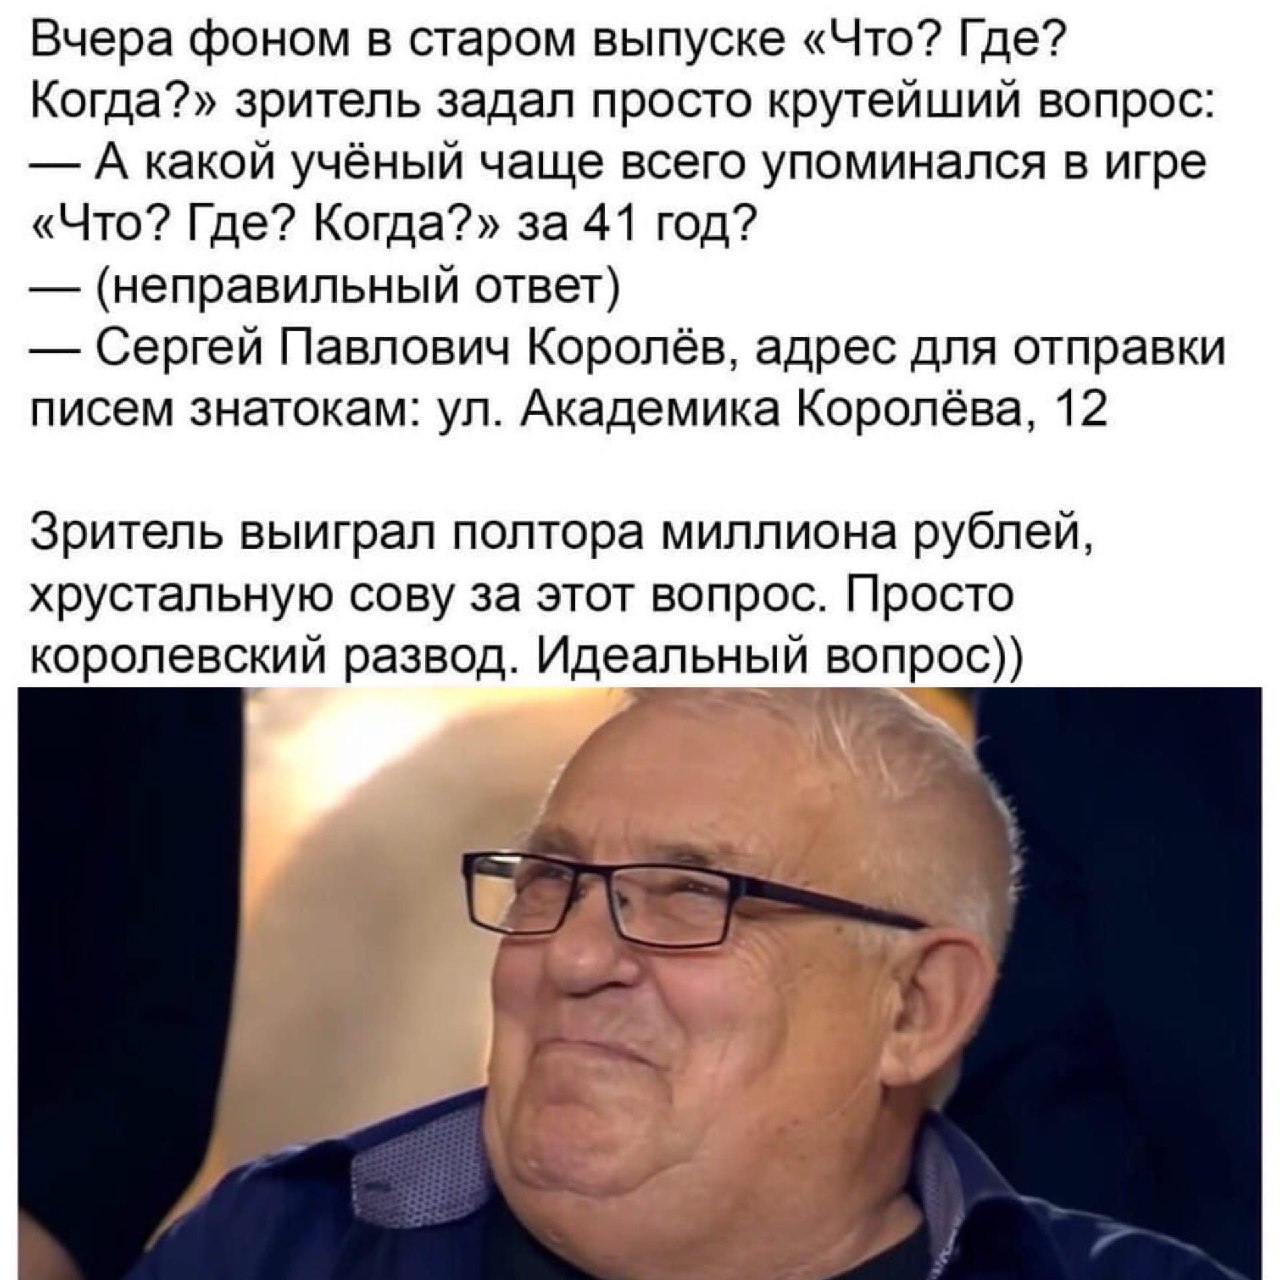 Вчера фоном в старом выпуске «Что? Где?
Когда?» зритель задал просто крутейший вопрос:
— А какой учёный чаще всего упоминался в игре
«Что? Где? Когда?» за 41 год?
— (неправильный ответ)
— Сергей Павлович Королёв, адрес для отправки
писем знатокам: ул. Академика Королёва, 12
Зритель выиграл полтора миллиона рублей,
хрустальную сову за этот вопрос. Просто
королевский развод. Идеальный вопрос))